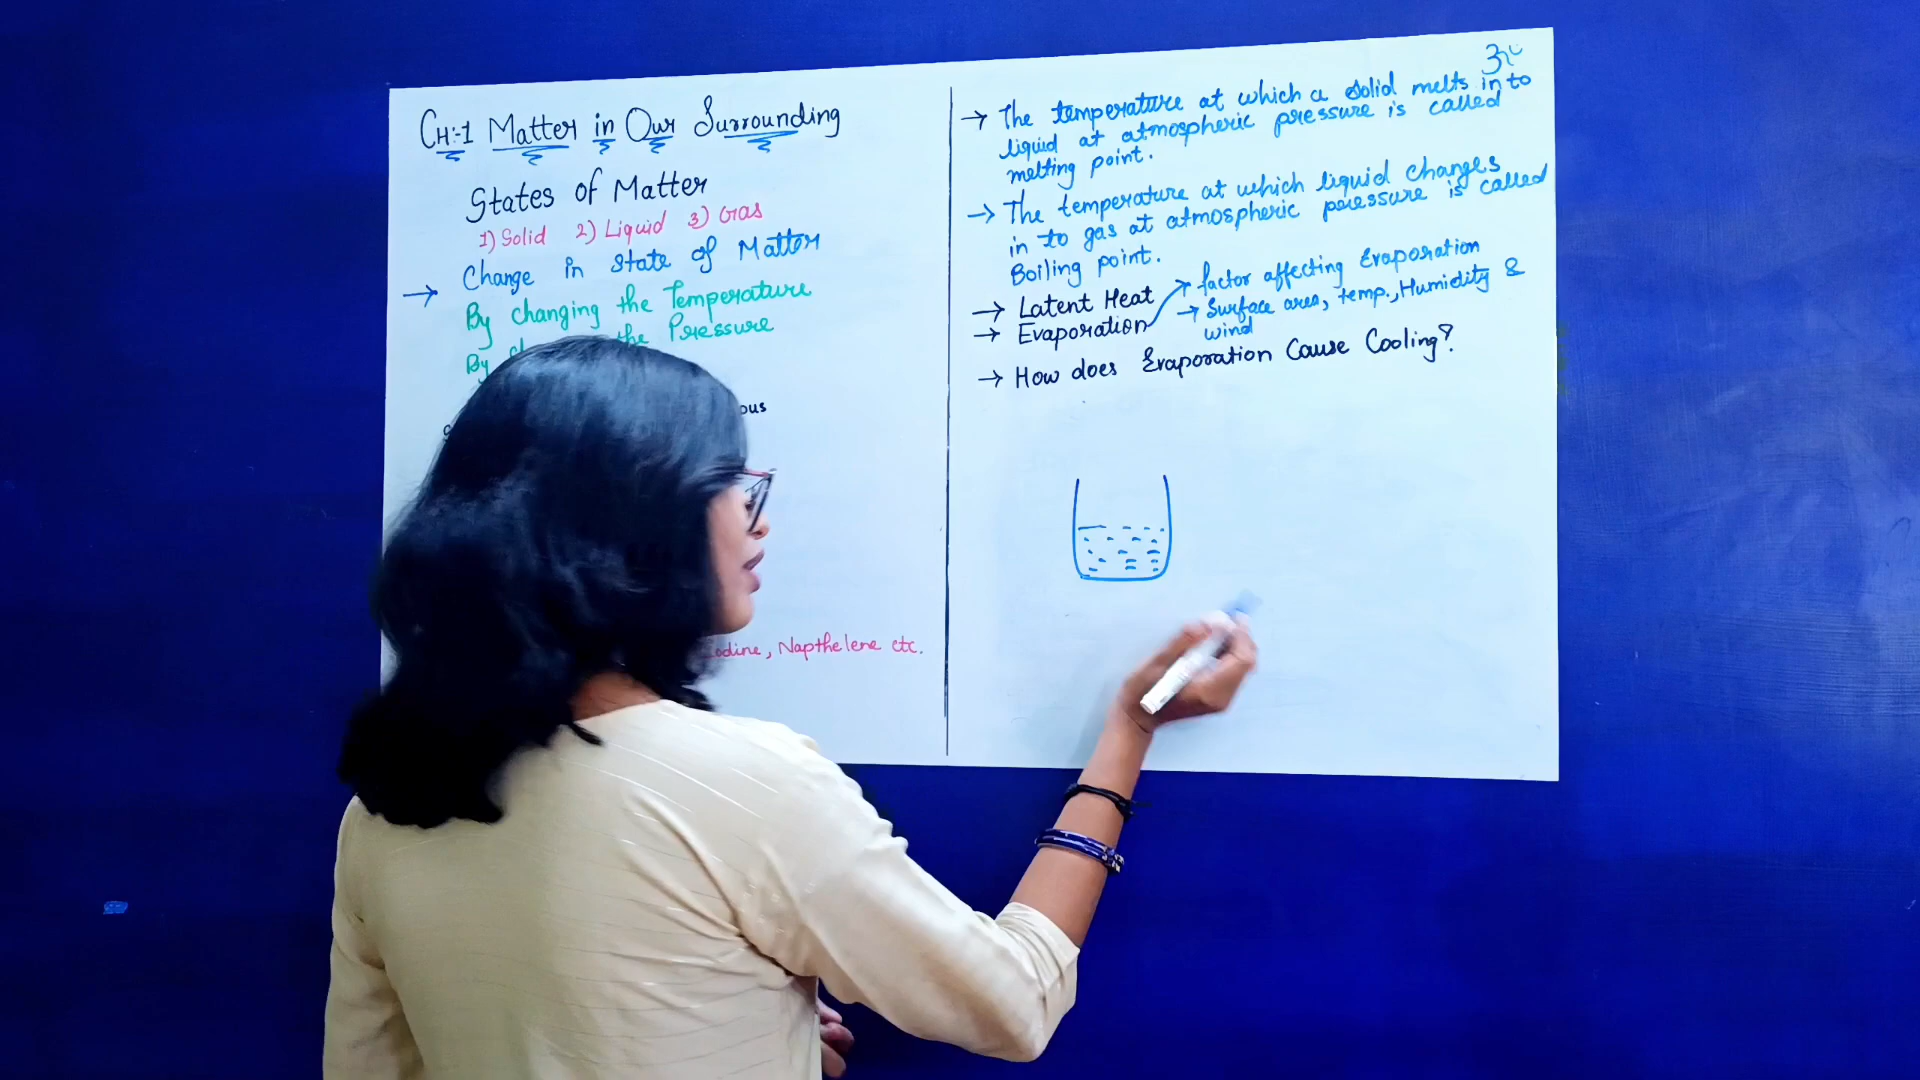 CH:-1 Matter in Our Surrounding
States of Matter
1) Solid 2) Liquid 3) Gas
→ Change in state of Matter
By changing the Temperature
By the Pressure
ous
Iodine, Napthelene etc.
→ The temperature at which a solid melts in to
liquid at atmospheric pressure is called
melting point.
→ The temperature at which liquid changes
in to gas at atmospheric pressure is called
Boiling point.
→ Latent Heat
→ Evaporation
→ factor affecting Evaporation
→ Surface area, temp., Humidity &
wind
→ How does Evaporation Cause Cooling?